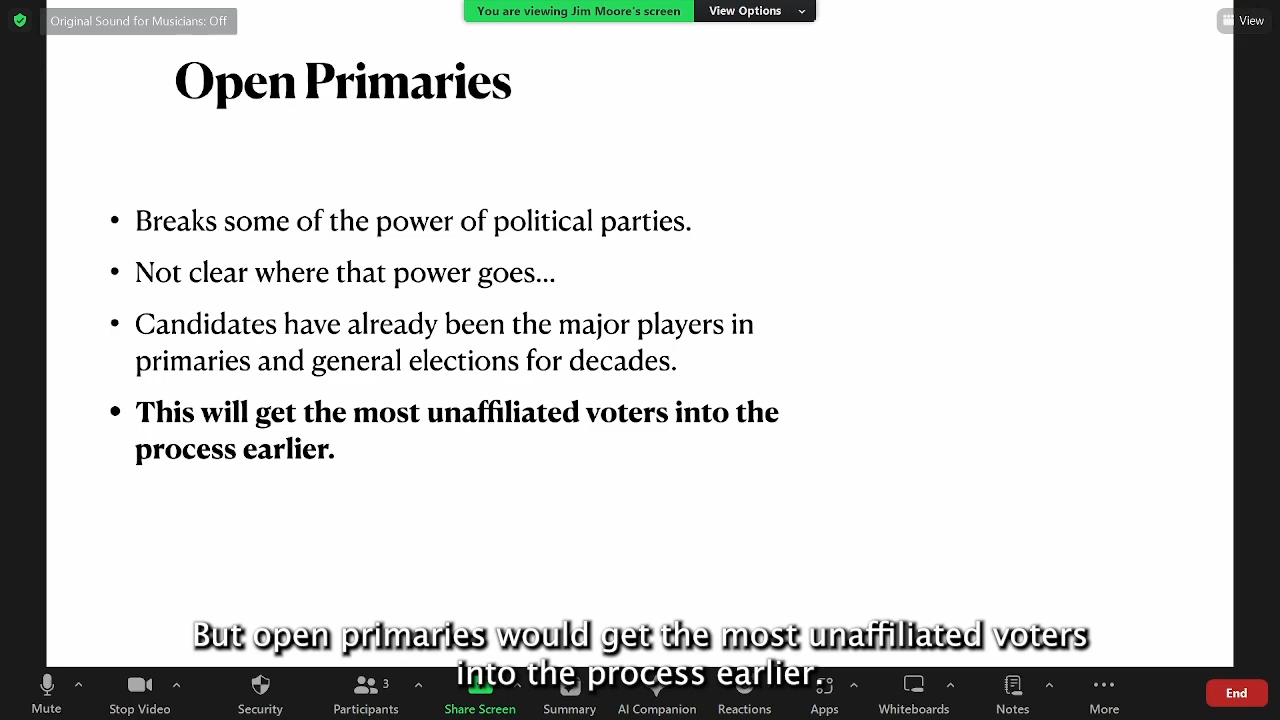 Original Sound for Musicians: Off
You are viewing Jim Moore's screen
View Options
View
Open Primaries
• Breaks some of the power of political parties.
• Not clear where that power goes...
• Candidates have already been the major players in
primaries and general elections for decades.
• This will get the most unaffiliated voters into the
process earlier.
But open primaries would get the most unaffiliated voters
into the process earlier.
3
Mute
Stop Video
Security
Participants
Share Screen
Summary
AI Companion
Reactions
Apps
Whiteboards
Notes
More
End